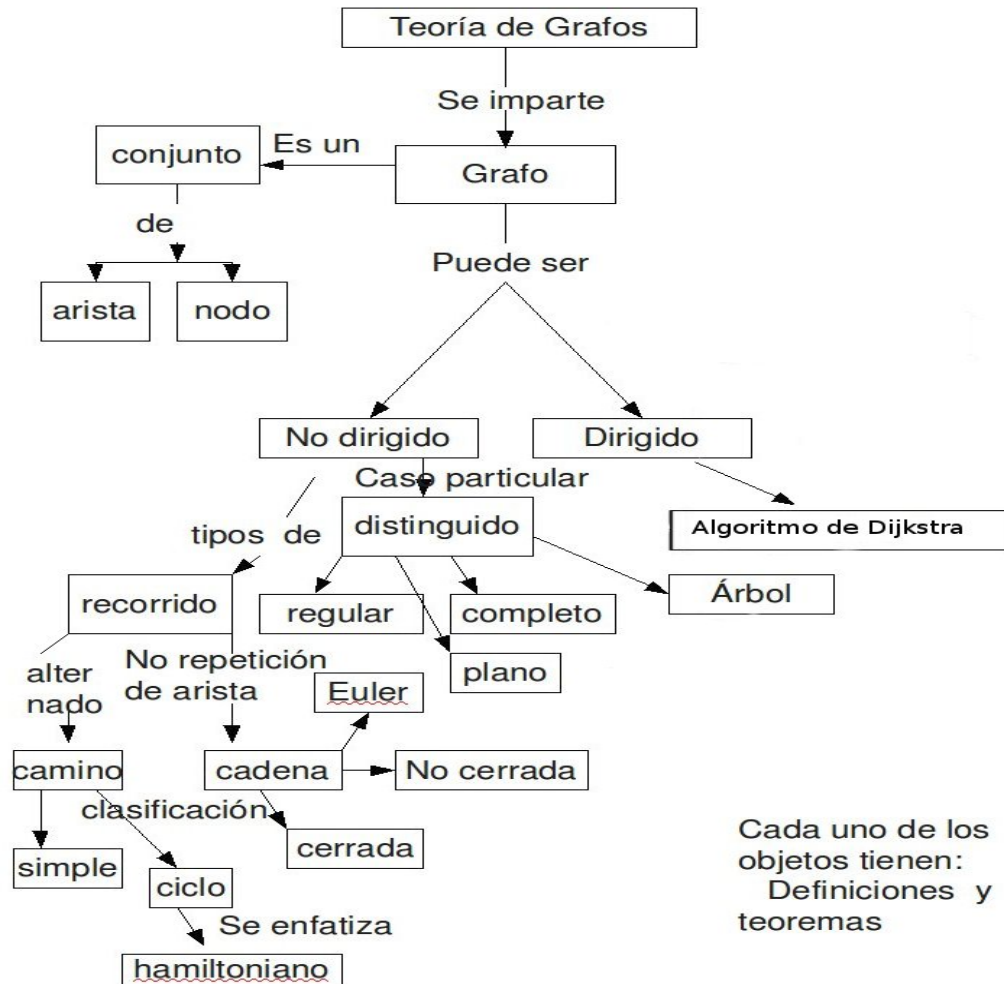 Teoría de Grafos
Se imparte
conjunto
Es un
Grafo
de
Puede ser
arista
nodo
No dirigido
Dirigido
Caso particular
distinguido
Algoritmo de Dijkstra
tipos de
recorrido
regular
completo
Árbol
plano
alter
nado
No repetición
de arista
Euler
camino
cadena
No cerrada
clasificación
cerrada
simple
ciclo
Se enfatiza
hamiltoniano
Cada uno de los
objetos tienen:
Definiciones y
teoremas